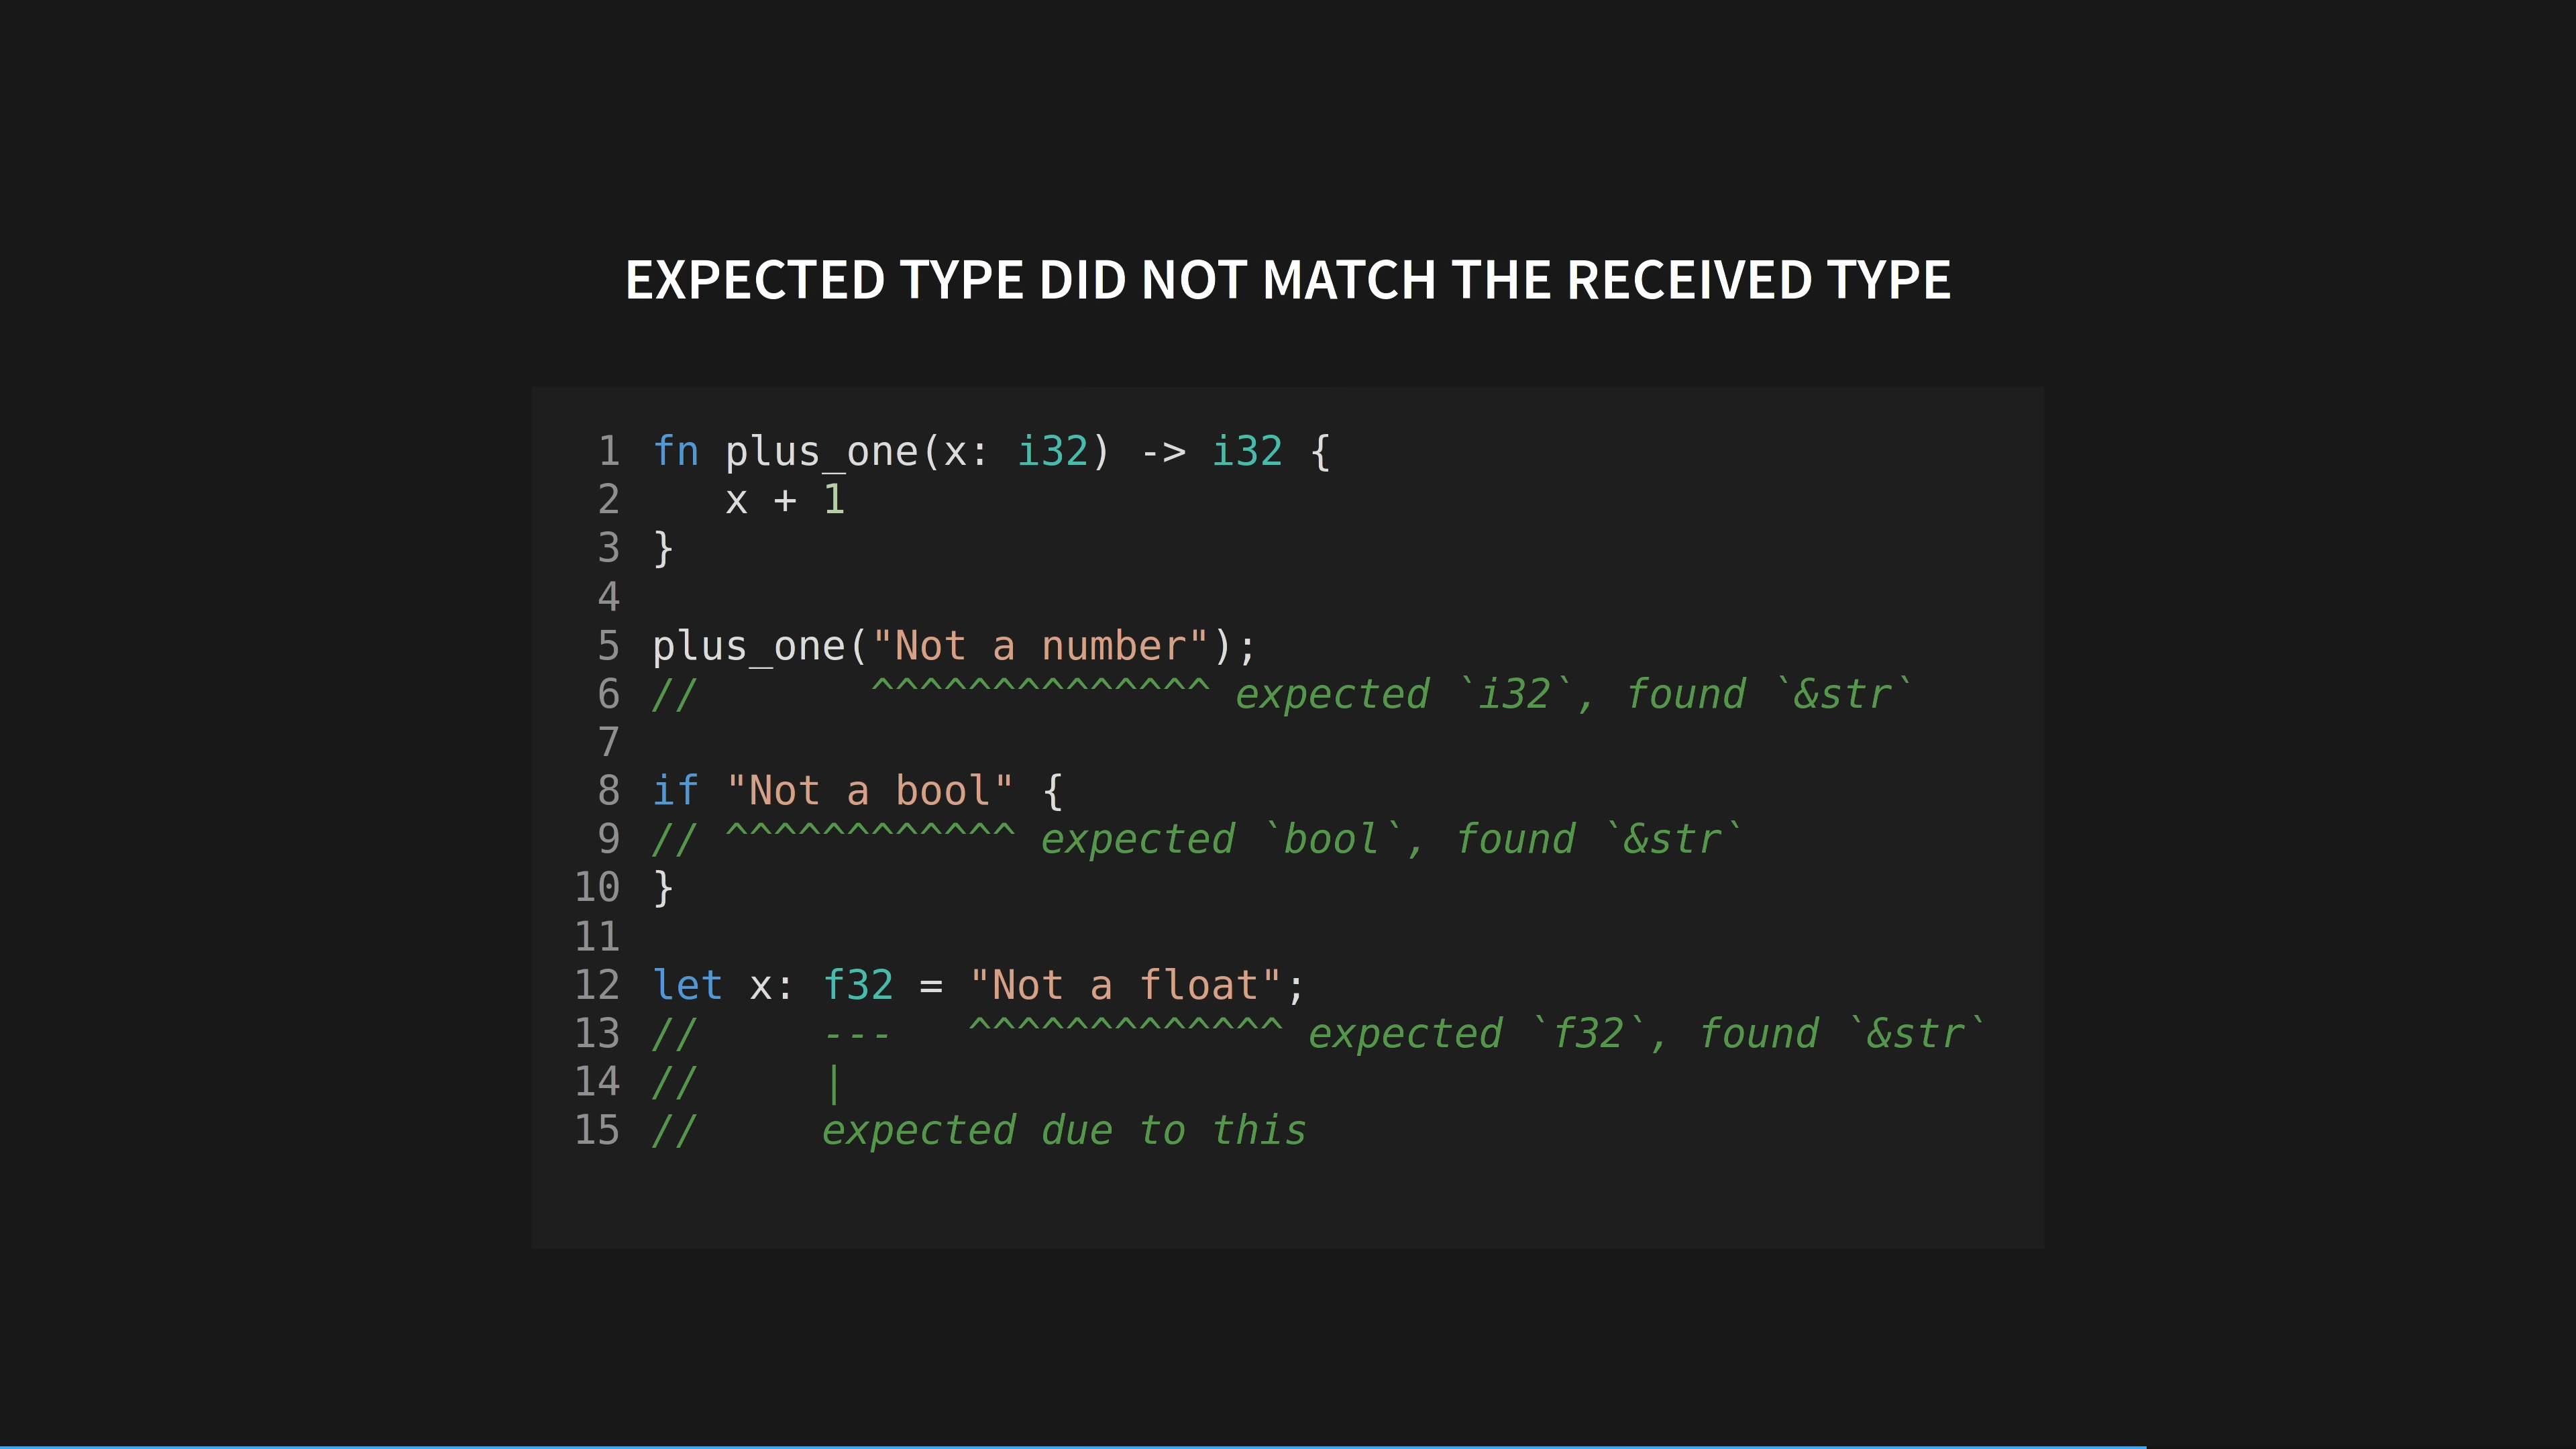 EXPECTED TYPE DID NOT MATCH THE RECEIVED TYPE
1 fn plus_one(x: i32) -> i32 {
2    x + 1
3 }
4
5 plus_one("Not a number");
6 //       ^^^^^^^^^^^^^^ expected `i32`, found `&str`
7
8 if "Not a bool" {
9 // ^^^^^^^^^^^^ expected `bool`, found `&str`
10 }
11
12 let x: f32 = "Not a float";
13 //     ---   ^^^^^^^^^^^^^ expected `f32`, found `&str`
14 //     |
15 //     expected due to this